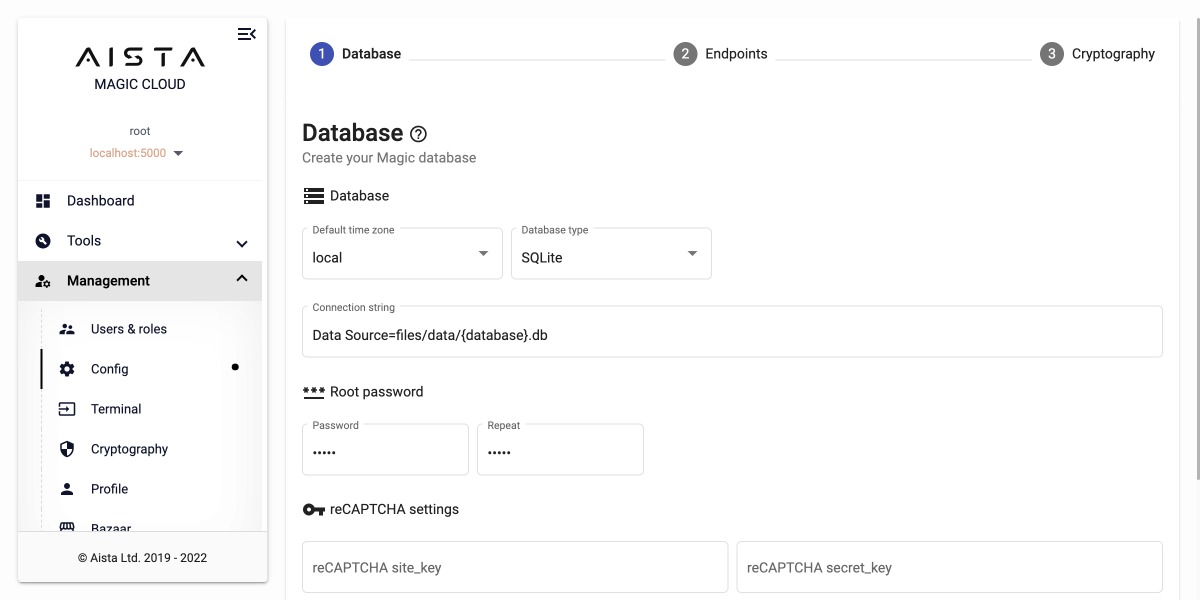 AISTA
MAGIC CLOUD
root
localhost:5000
Dashboard
Tools
Management
Users & roles
Config
Terminal
Cryptography
Profile
Bazaar
© Aista Ltd. 2019 - 2022
1 Database
2 Endpoints
3 Cryptography
Database
Create your Magic database
Database
Default time zone
local
Database type
SQLite
Connection string
Data Source=files/data/{database}.db
*** Root password
Password
•••••
Repeat
•••••
reCAPTCHA settings
reCAPTCHA site_key
reCAPTCHA secret_key